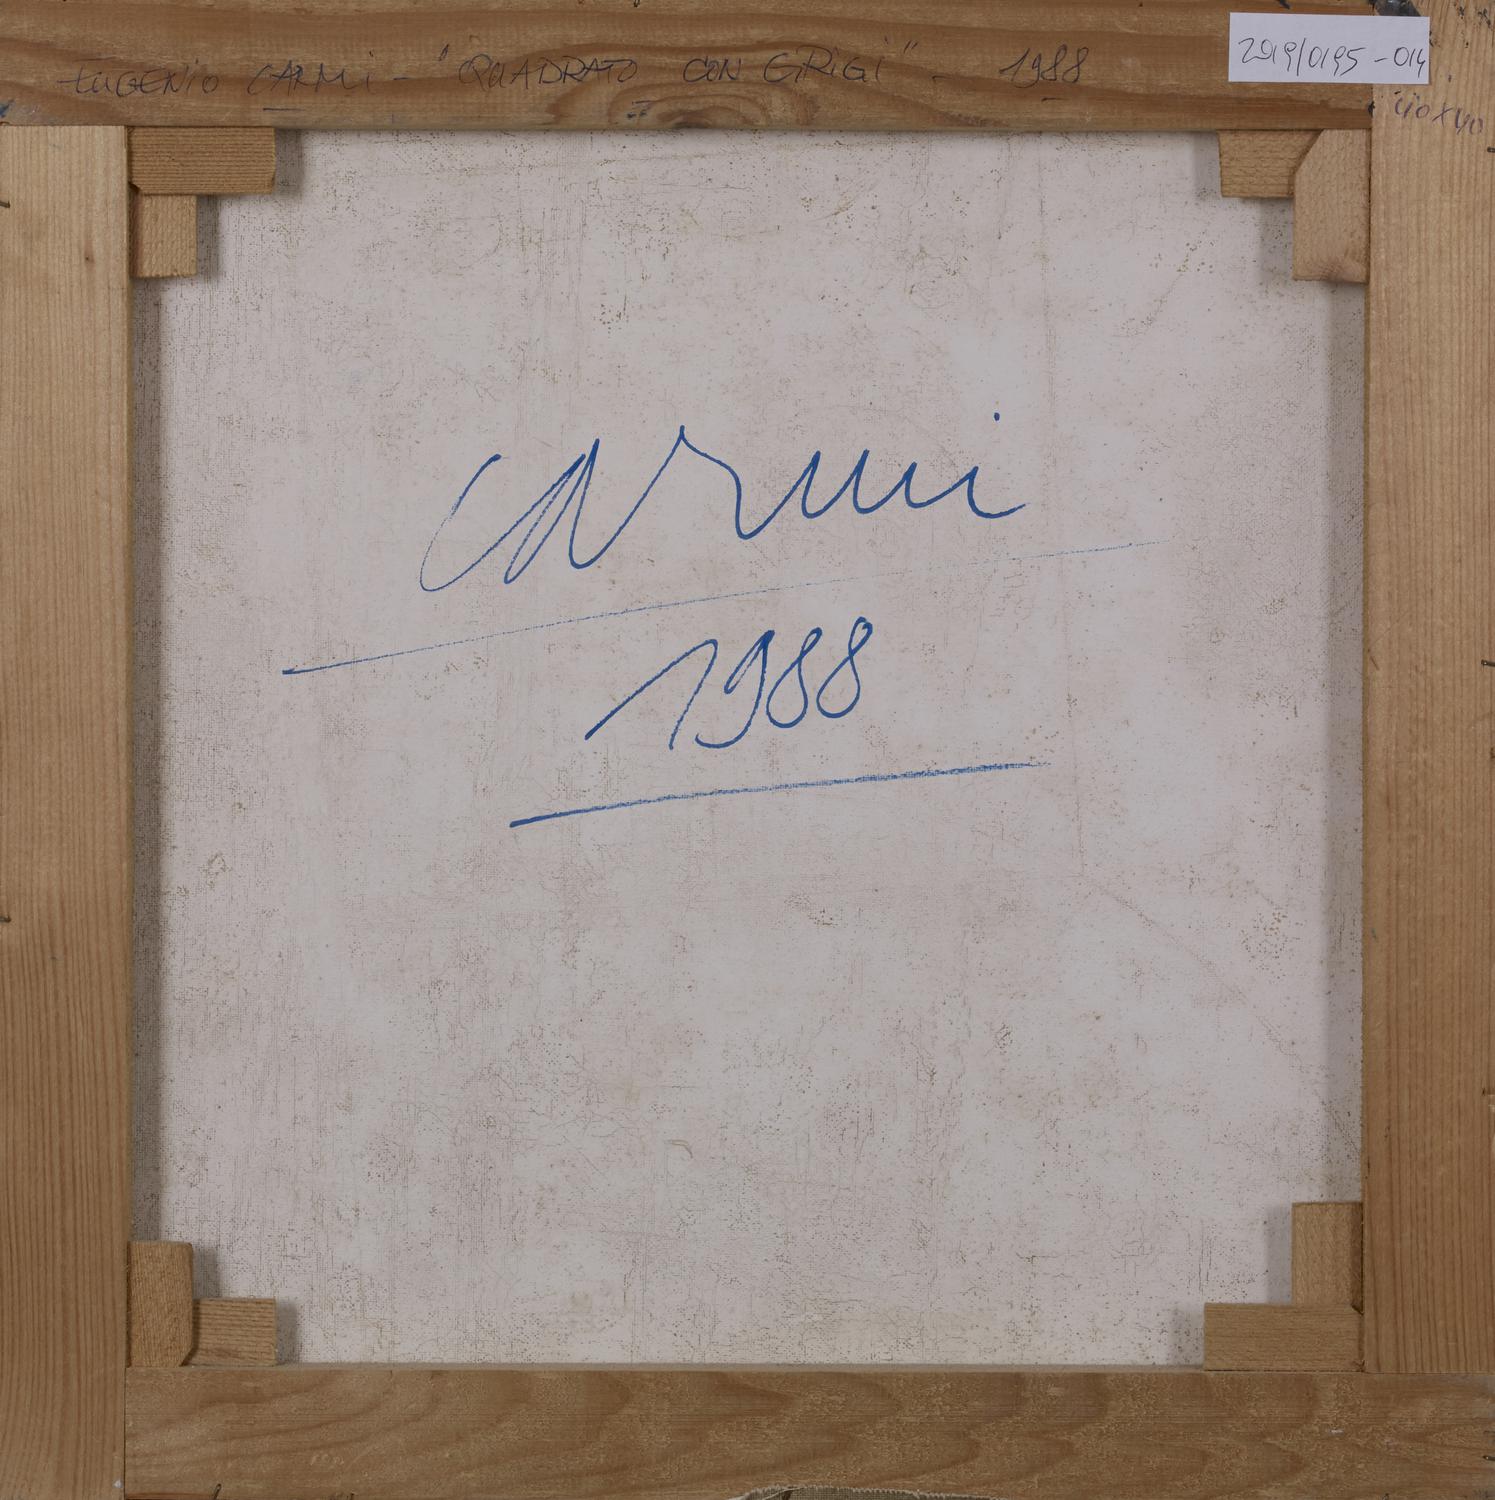 EUGENIO CARMI - "QUADRATO CON GRIGI" - 1988
2019/0195-014
40x40
carmi
1988